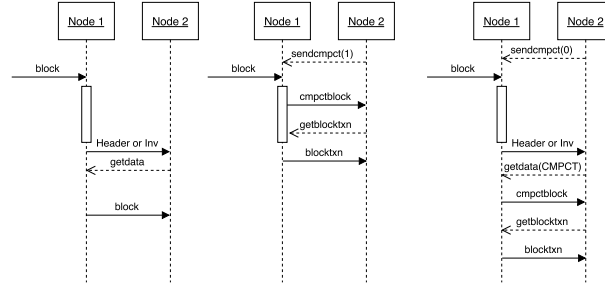 Node 1
Node 2
block
Header or Inv
getdata
block
Node 1
Node 2
sendcmpct(1)
block
cmpctblock
getblocktxn
blocktxn
Node 1
Node 2
sendcmpct(0)
block
Header or Inv
getdata(CMPCT)
cmpctblock
getblocktxn
blocktxn